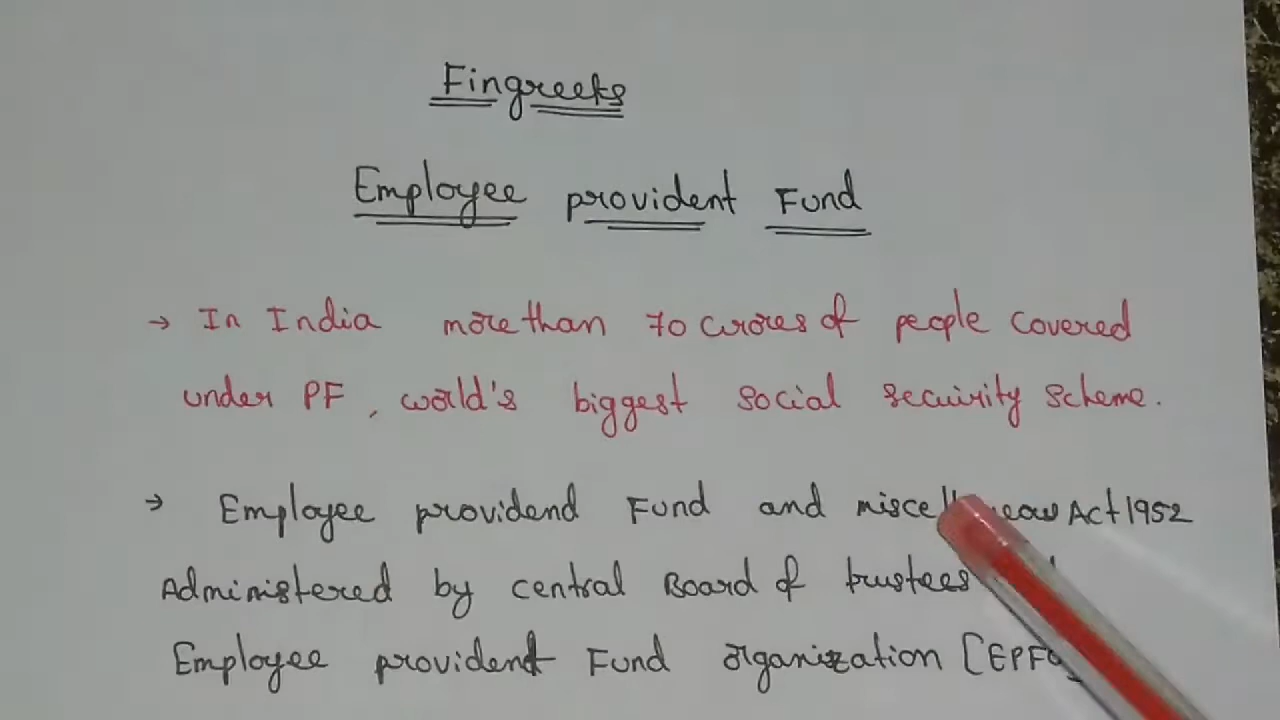 Fingreeks
Employee provident Fund
→ In India more than 70 crores of people covered
under PF, world's biggest social security scheme.
→ Employee providend Fund and Act 1952
Administered by central Board of trustees
Employee provident Fund organization [EPFO